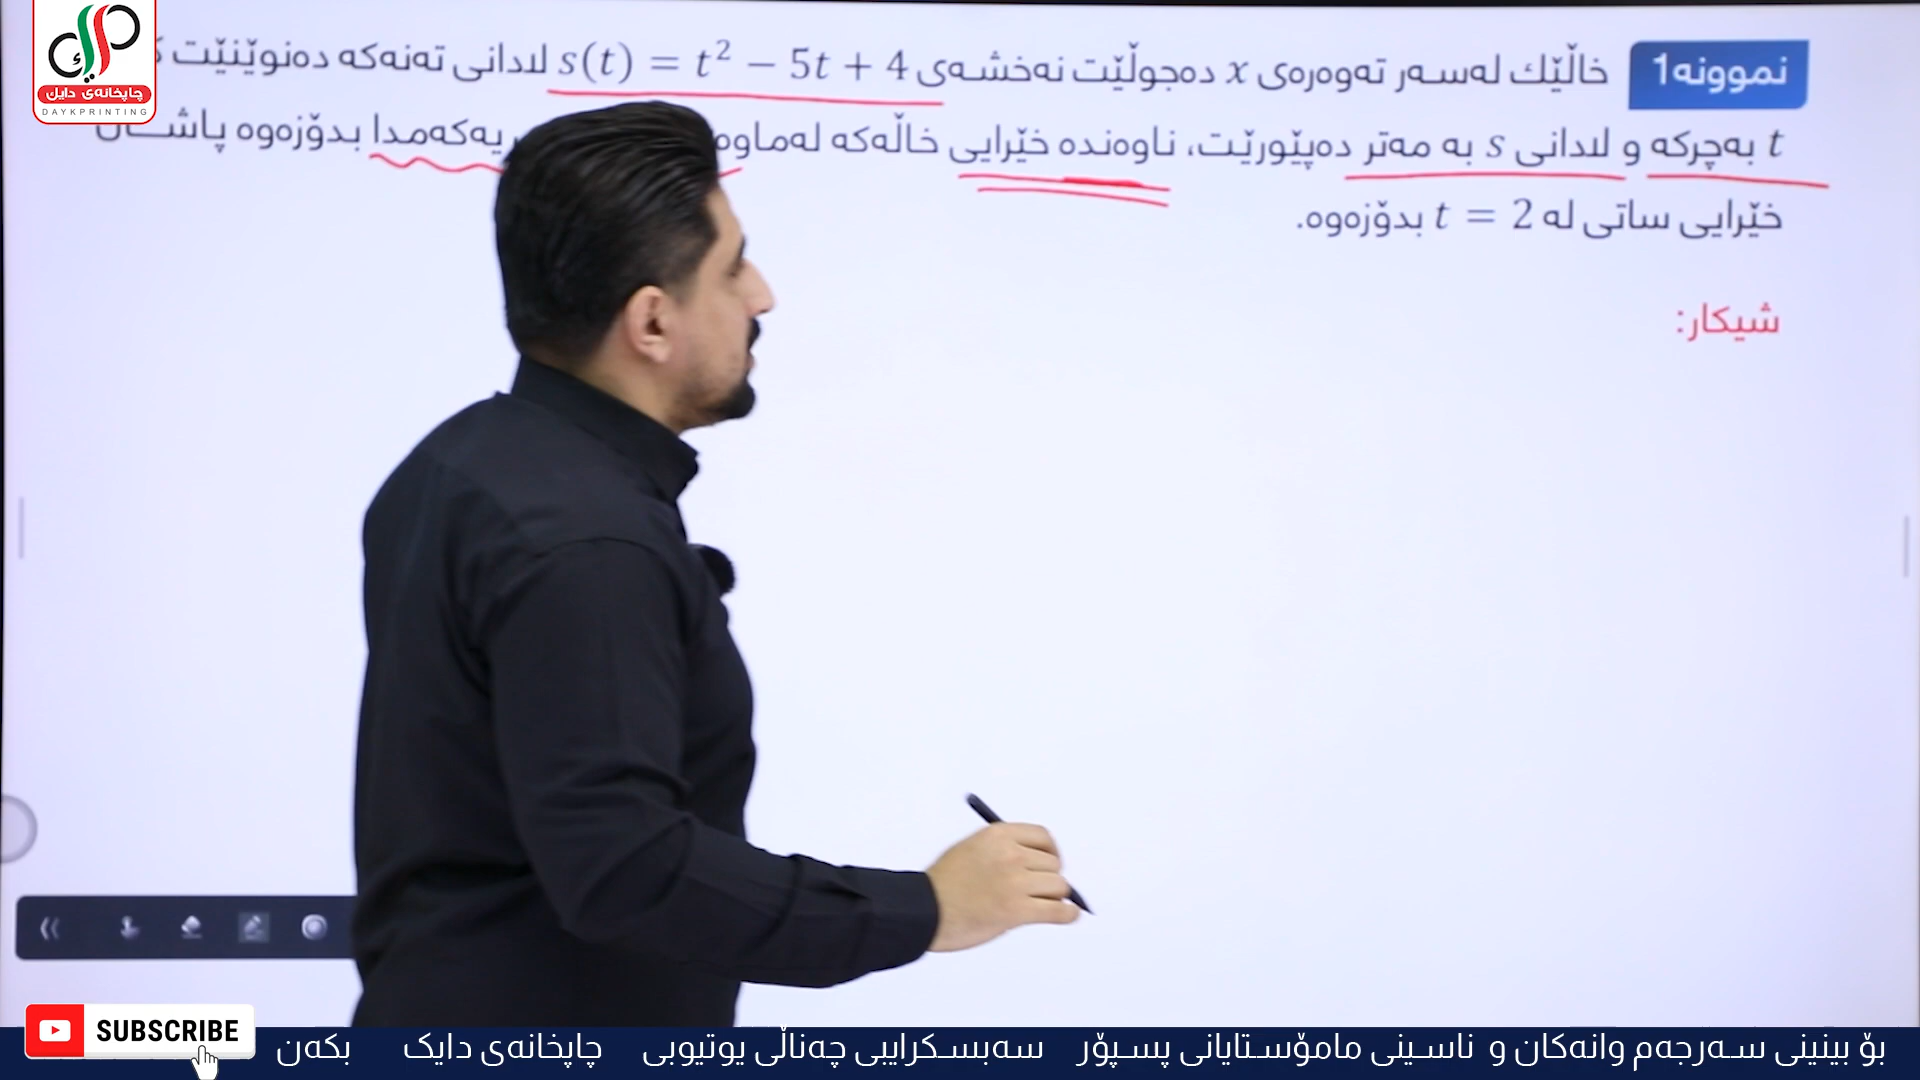 چاپخانەی دایک
DAYKPRINTING
نموونە1 خاڵێك لەسەر تەوەرەی x دەجوڵێت نەخشەی s(t) = t² − 5t + 4 لادانی تەنەکە دەنوێنێت
t بەچرکە و لادانی s بە مەتر دەپێورێت، ناوەندە خێرایی خاڵەکە یەکەمدا بدۆزەوە پاشان
خێرایی ساتی لە t = 2 بدۆزەوە.
شیکار:
SUBSCRIBE
بۆ بینینی سەرجەم وانەکان و ناسینی مامۆستایانی پسپۆر سەبسکرایبی چەناڵی یوتیوبی چاپخانەی دایک بکەن